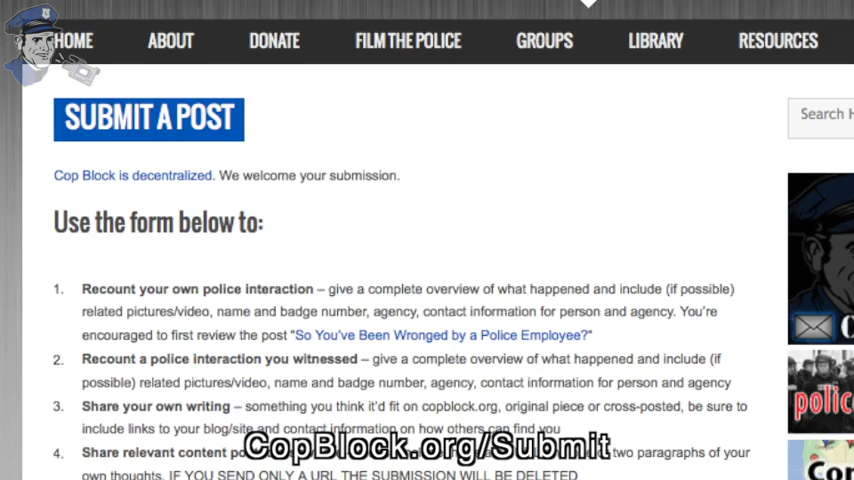 HOME ABOUT DONATE FILM THE POLICE GROUPS LIBRARY RESOURCES
SUBMIT A POST
Search H
Cop Block is decentralized. We welcome your submission.
Use the form below to:
1. Recount your own police interaction – give a complete overview of what happened and include (if possible)
related pictures/video, name and badge number, agency, contact information for person and agency. You're
encouraged to first review the post "So You've Been Wronged by a Police Employee?"
2. Recount a police interaction you witnessed – give a complete overview of what happened and include (if
possible) related pictures/video, name and badge number, agency, contact information for person and agency
3. Share your own writing – something you think it'd fit on copblock.org, original piece or cross-posted, be sure to
include links to your blog/site and contact information on how others can find you
CopBlock.org/Submit
4. Share relevant content two paragraphs of your
own thoughts. IF YOU SEND ONLY A URL THE SUBMISSION WILL BE DELETED
C
police
Con